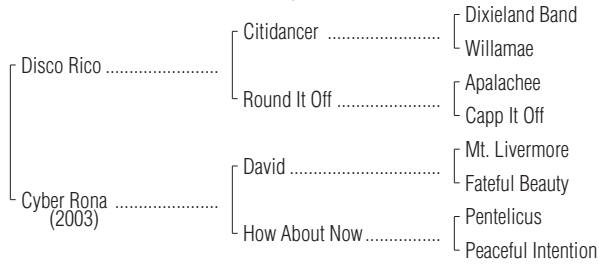 Dixieland Band
Citidancer ........................
Willamae
Disco Rico ........................
Apalachee
Round It Off ......................
Capp It Off
Mt. Livermore
David ................................
Fateful Beauty
Cyber Rona ......................
(2003)
Pentelicus
How About Now................
Peaceful Intention